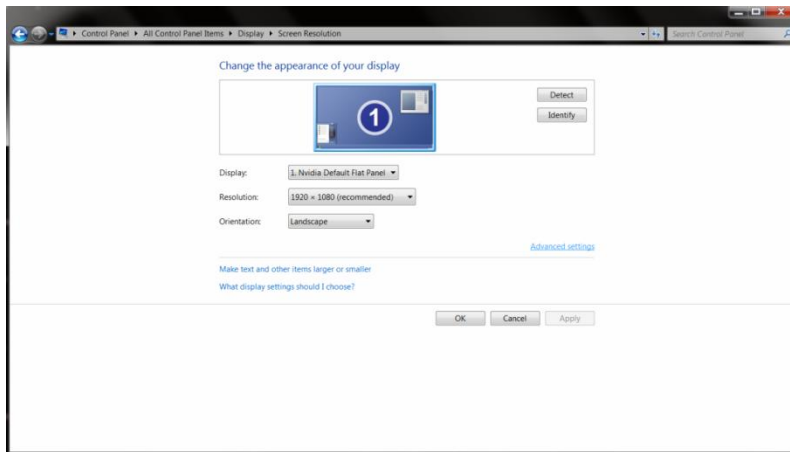 Control Panel ▸ All Control Panel Items ▸ Display ▸ Screen Resolution
Search Control Panel
Change the appearance of your display
1
Detect
Identify
Display:
1. Nvidia Default Flat Panel
Resolution:
1920 × 1080 (recommended)
Orientation:
Landscape
Advanced settings
Make text and other items larger or smaller
What display settings should I choose?
OK
Cancel
Apply